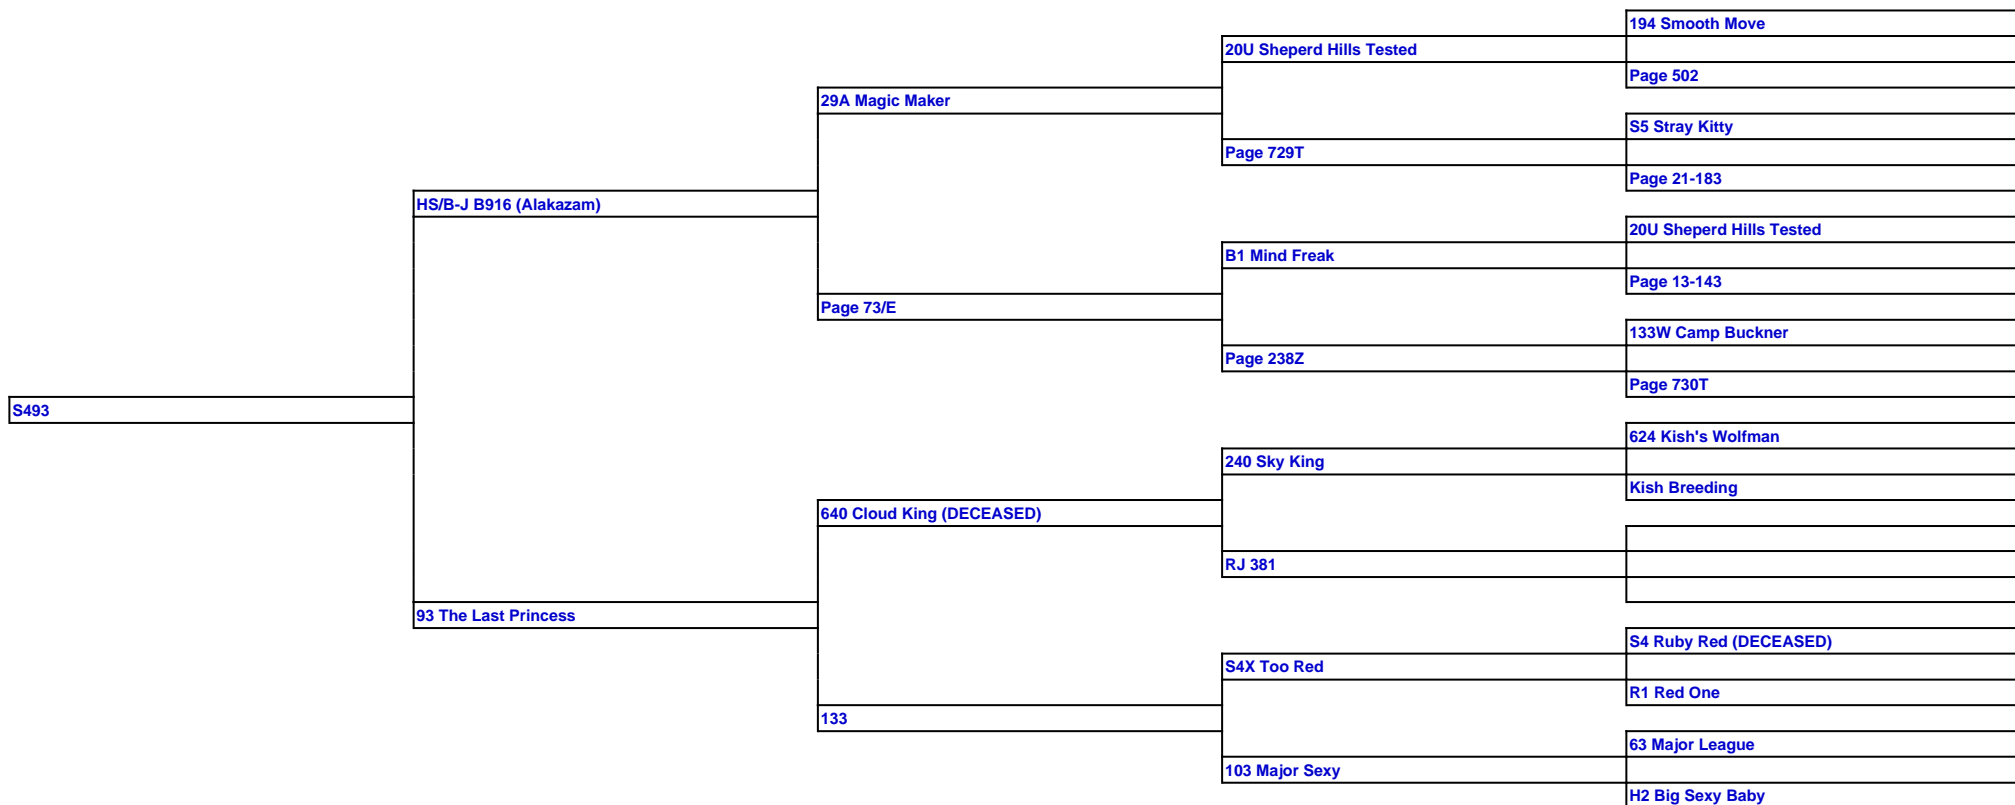 194 Smooth Move
20U Sheperd Hills Tested
Page 502
29A Magic Maker
S5 Stray Kitty
Page 729T
Page 21-183
HS/B-J B916 (Alakazam)
20U Sheperd Hills Tested
B1 Mind Freak
Page 13-143
Page 73/E
133W Camp Buckner
Page 238Z
Page 730T
S493
624 Kish's Wolfman
240 Sky King
Kish Breeding
640 Cloud King (DECEASED)
RJ 381
93 The Last Princess
S4 Ruby Red (DECEASED)
S4X Too Red
R1 Red One
133
63 Major League
103 Major Sexy
H2 Big Sexy Baby